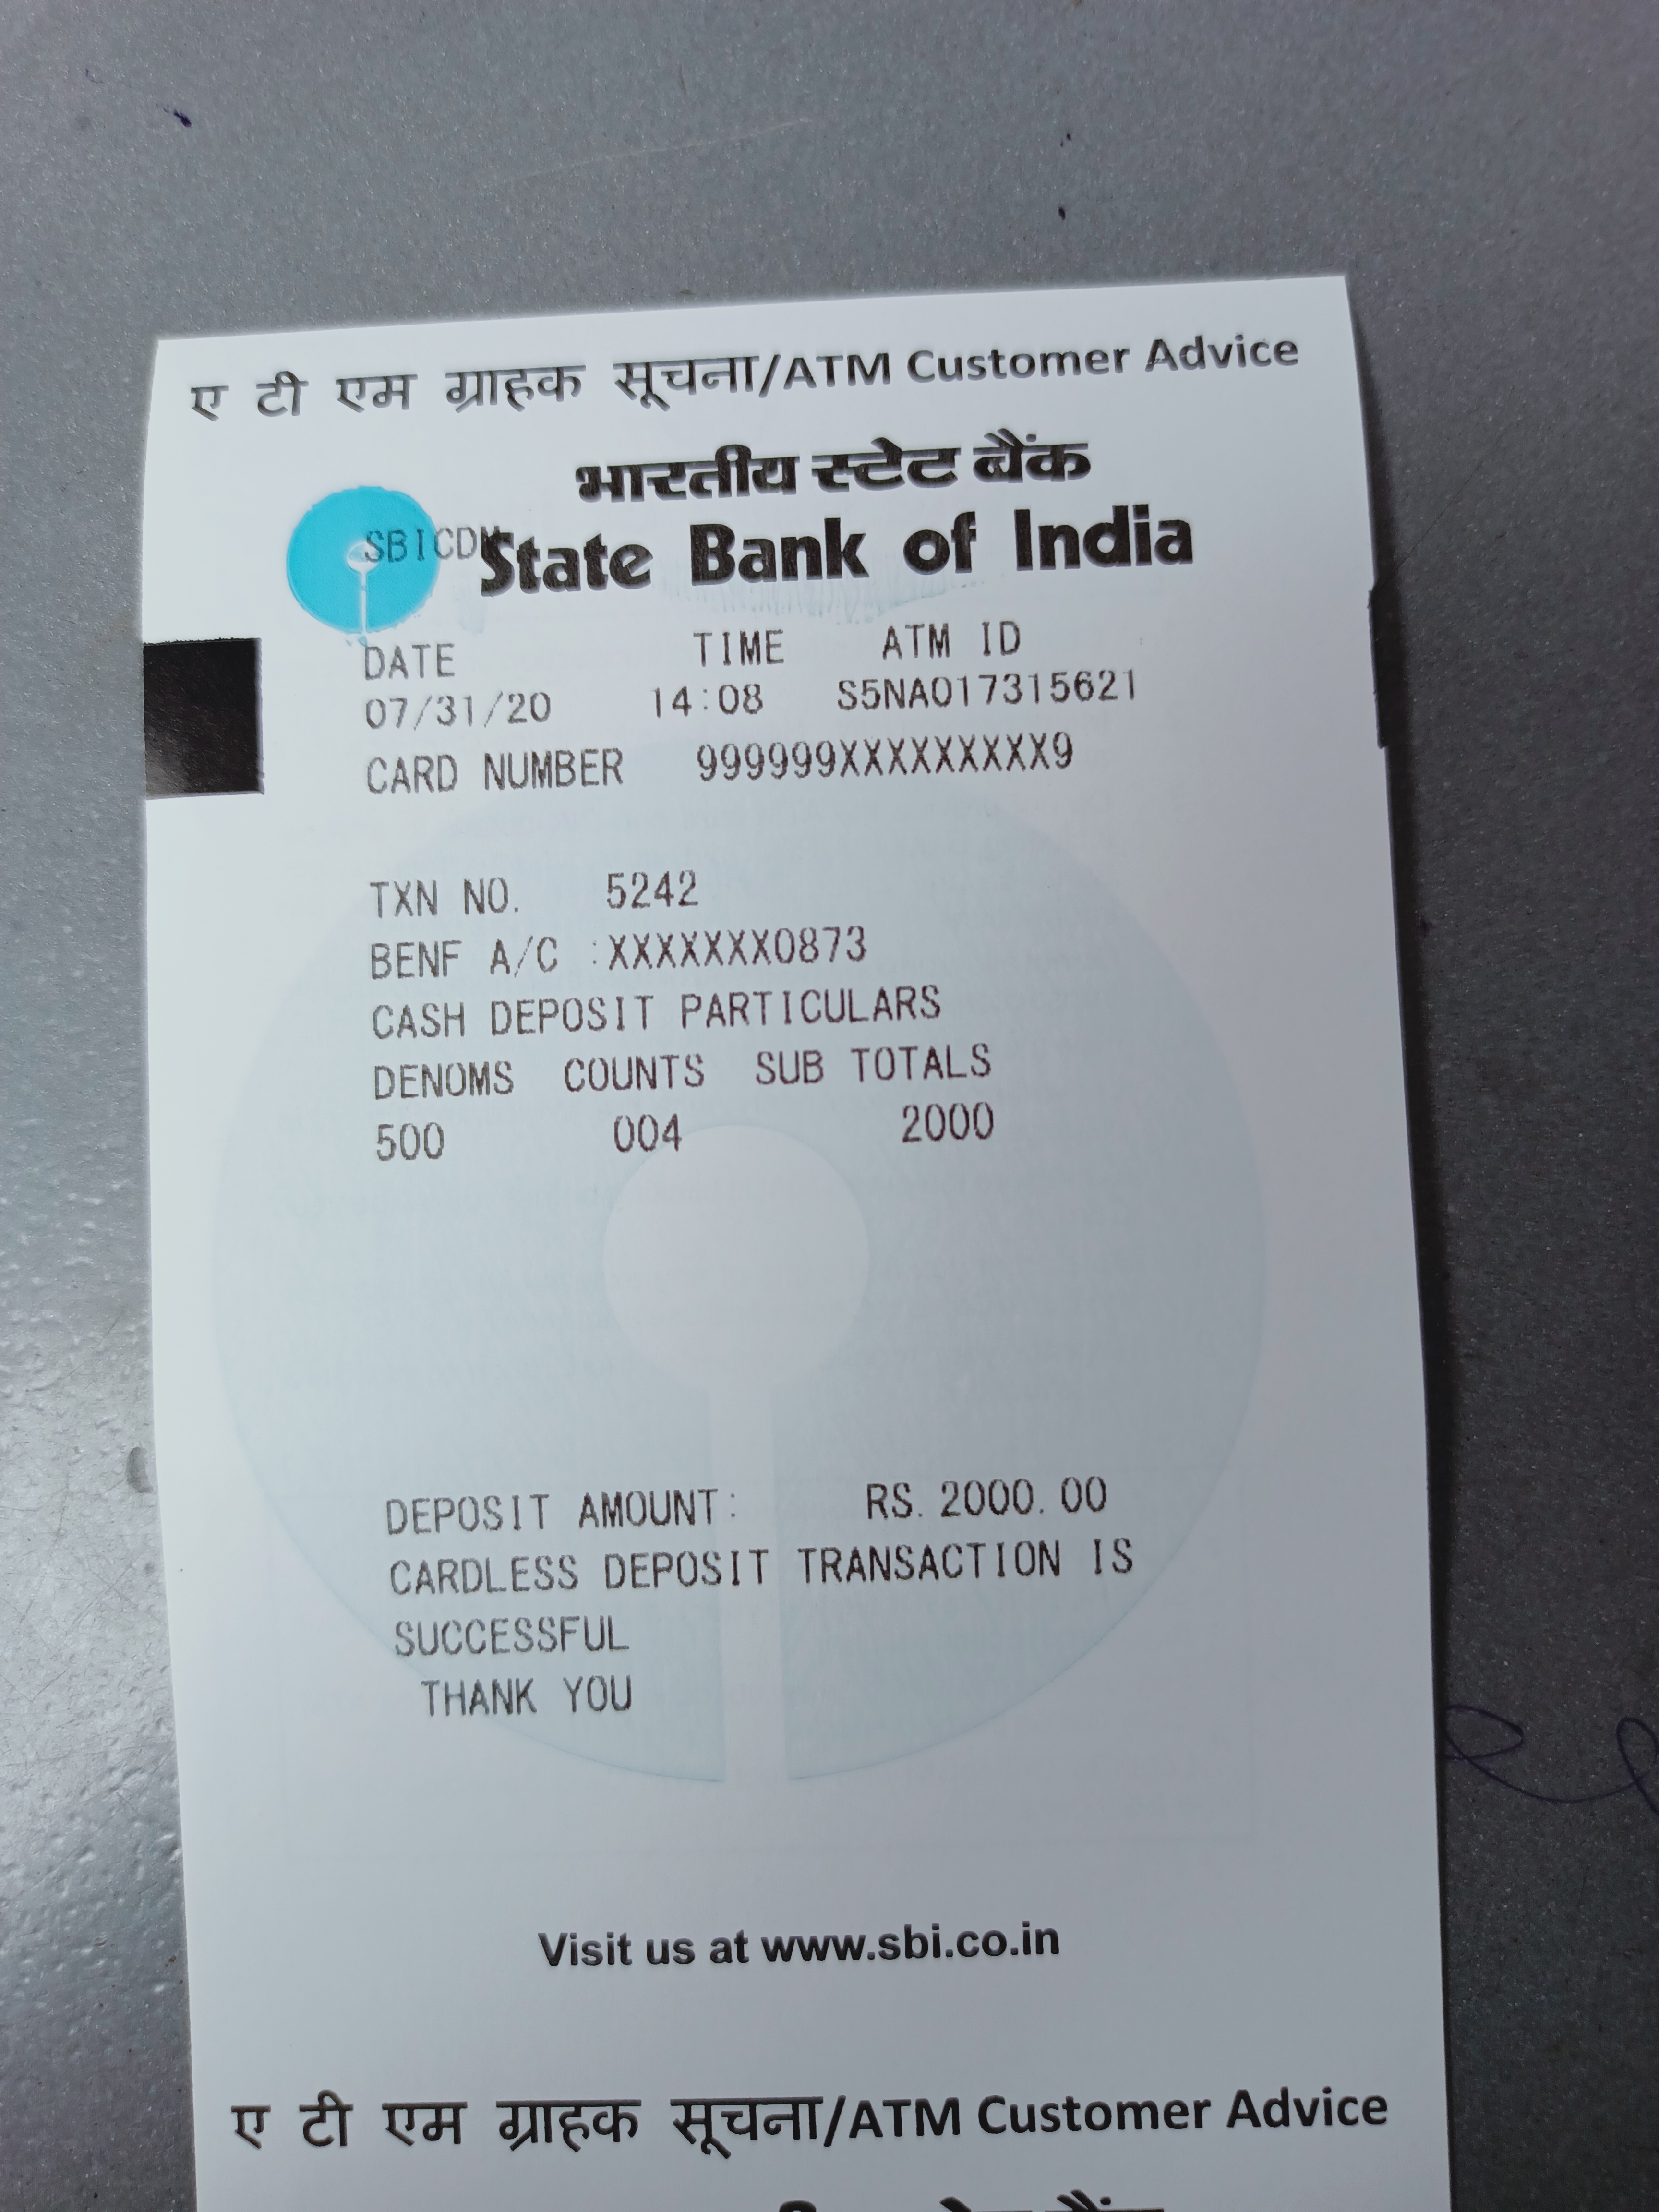 ए टी एम ग्राहक सूचना/ATM Customer Advice
भारतीय स्टेट बैंक
SBICDM
State Bank of India
DATE TIME ATM ID
07/31/20 14:08 S5NA017315621
CARD NUMBER 999999XXXXXXXXX9
TXN NO. 5242
BENF A/C :XXXXXXX0873
CASH DEPOSIT PARTICULARS
DENOMS COUNTS SUB TOTALS
500 004 2000
DEPOSIT AMOUNT: RS.2000.00
CARDLESS DEPOSIT TRANSACTION IS
SUCCESSFUL
THANK YOU
Visit us at www.sbi.co.in
ए टी एम ग्राहक सूचना/ATM Customer Advice